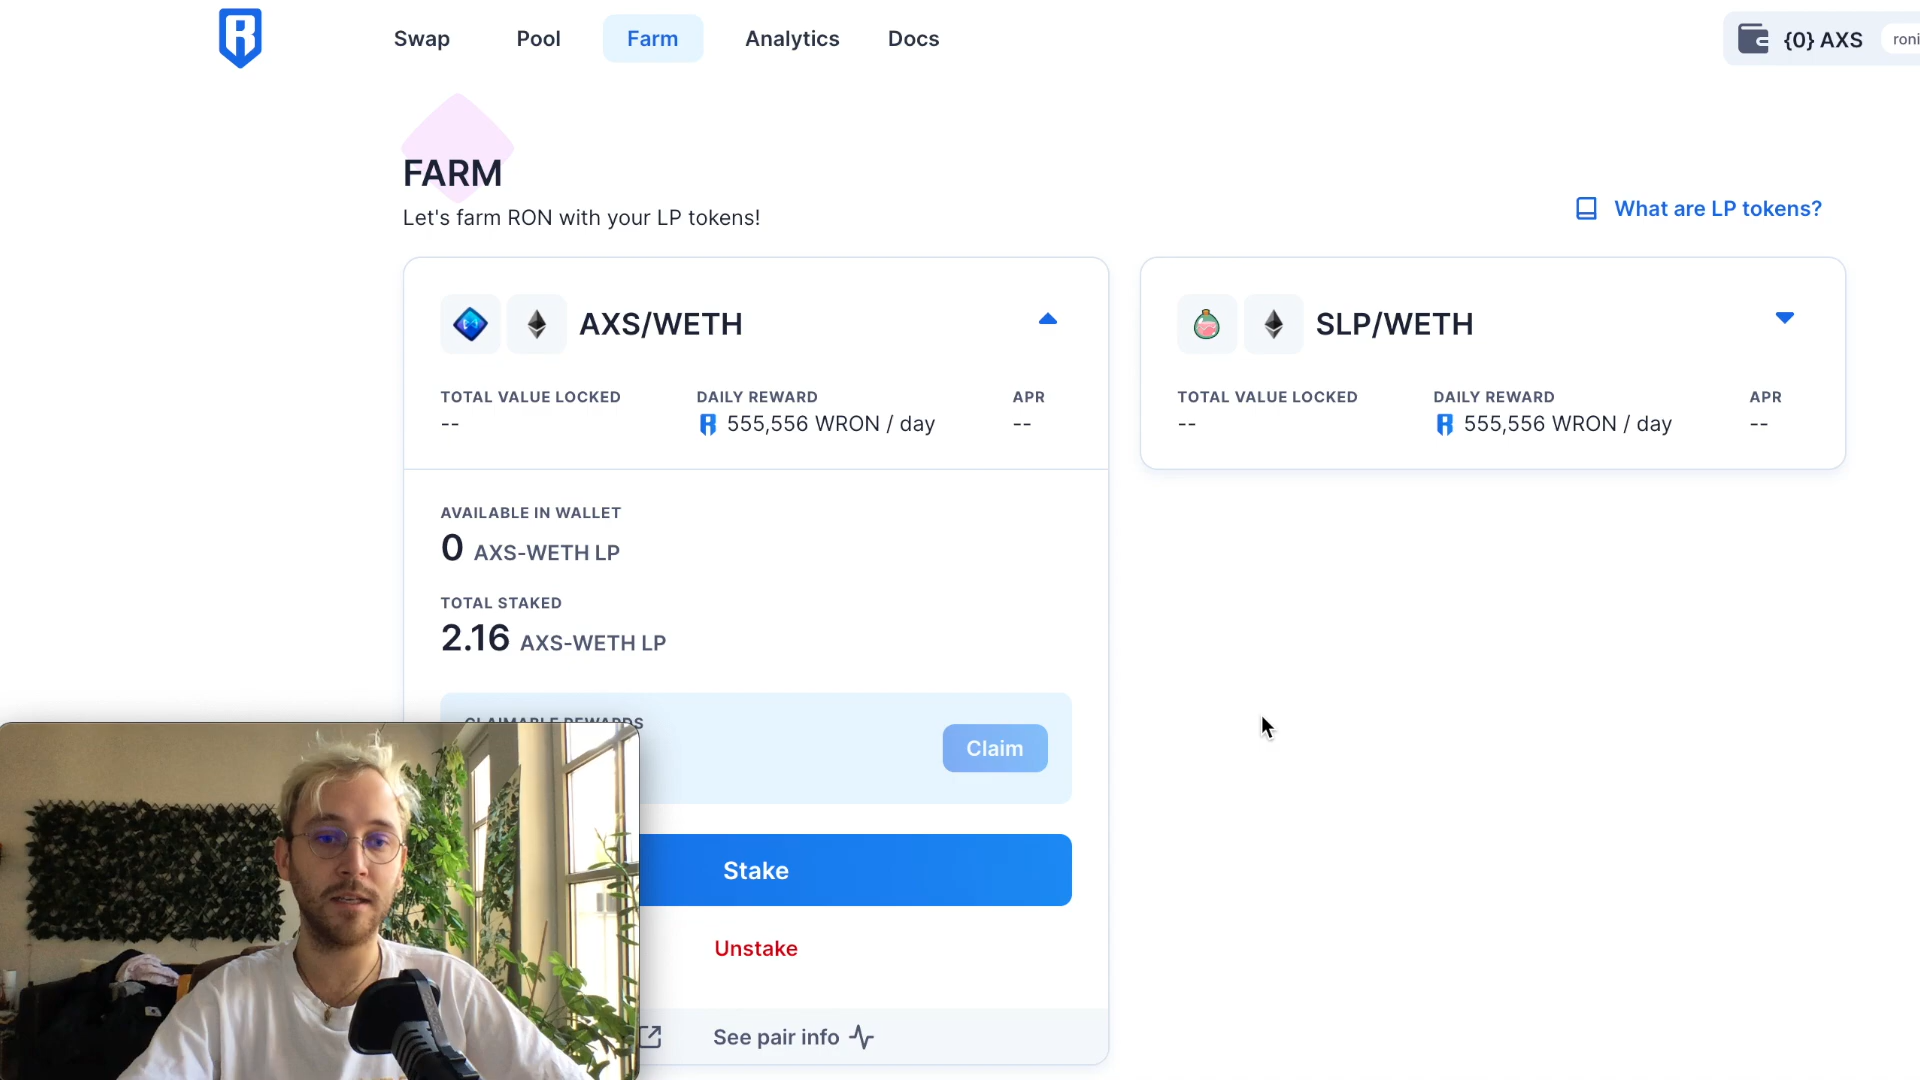 Swap Pool Farm Analytics Docs
{0} AXS roni
FARM
Let's farm RON with your LP tokens!
What are LP tokens?
AXS/WETH
TOTAL VALUE LOCKED DAILY REWARD APR
-- 555,556 WRON / day --
SLP/WETH
TOTAL VALUE LOCKED DAILY REWARD APR
-- 555,556 WRON / day --
AVAILABLE IN WALLET
0 AXS-WETH LP
TOTAL STAKED
2.16 AXS-WETH LP
CLAIMABLE REWARDS
Claim
Stake
Unstake
See pair info